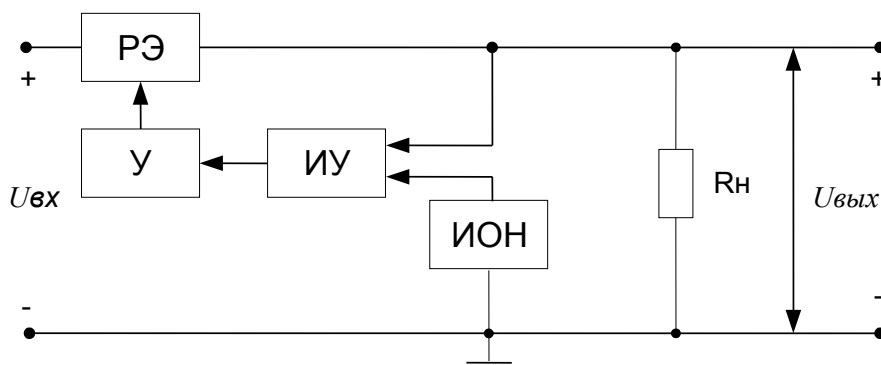 РЭ
+
+
У
ИУ
Uвх
Rн
Uвых
ИОН
-
-